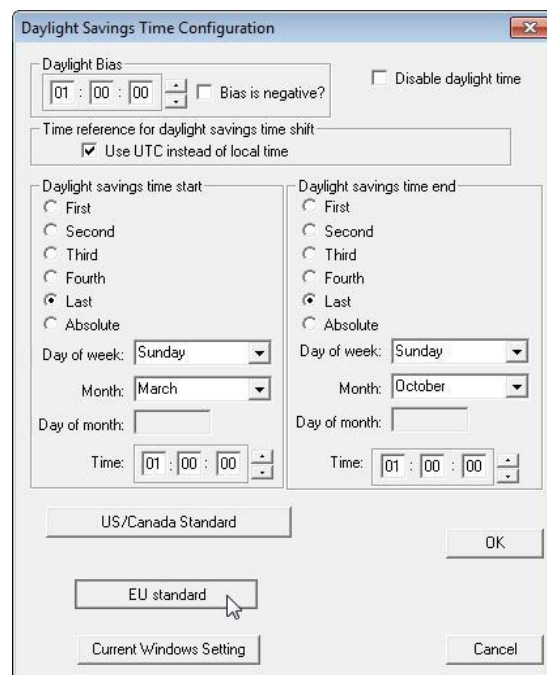 Daylight Savings Time Configuration
Daylight Bias
01 : 00 : 00
Bias is negative?
Disable daylight time
Time reference for daylight savings time shift
Use UTC instead of local time
Daylight savings time start
First
Second
Third
Fourth
Last
Absolute
Day of week: Sunday
Month: March
Day of month:
Time: 01 : 00 : 00
Daylight savings time end
First
Second
Third
Fourth
Last
Absolute
Day of week: Sunday
Month: October
Day of month:
Time: 01 : 00 : 00
US/Canada Standard
OK
EU standard
Current Windows Setting
Cancel